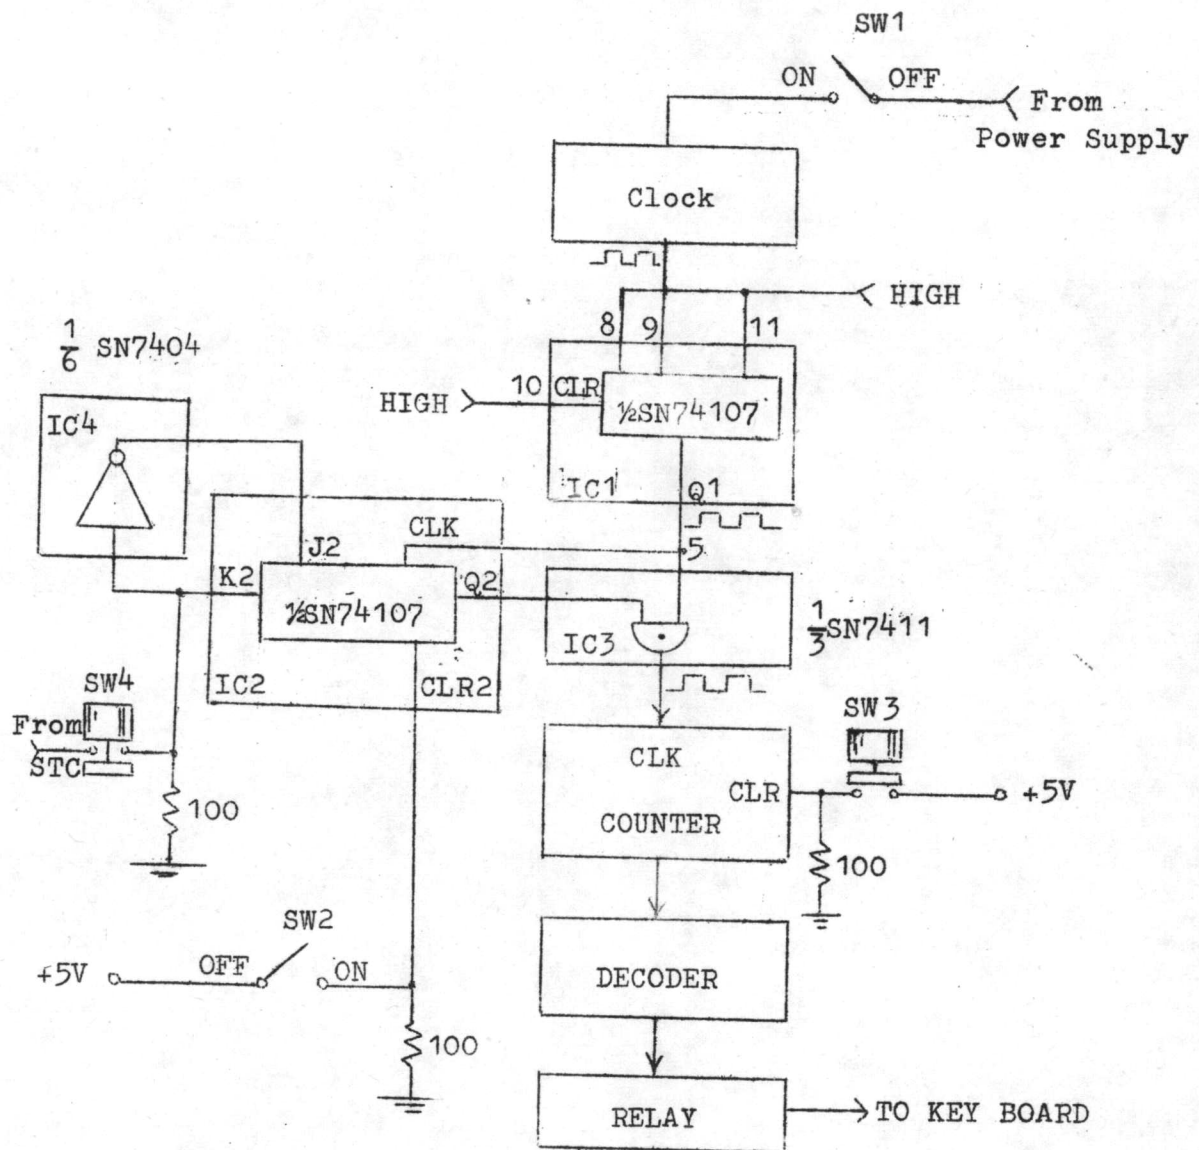 SW1
ON OFF
From
Power Supply
Clock
HIGH
8 9 11
1/6 SN7404
10 CLR
HIGH
½SN74107
IC4
IC1 Q1
CLK
5
J2
K2 Q2
½SN74107
1/3 SN7411
IC3
IC2 CLR2
SW4
From
STC
SW3
CLK
CLR
+5V
COUNTER
100
100
SW2
+5V OFF ON
DECODER
100
RELAY TO KEY BOARD